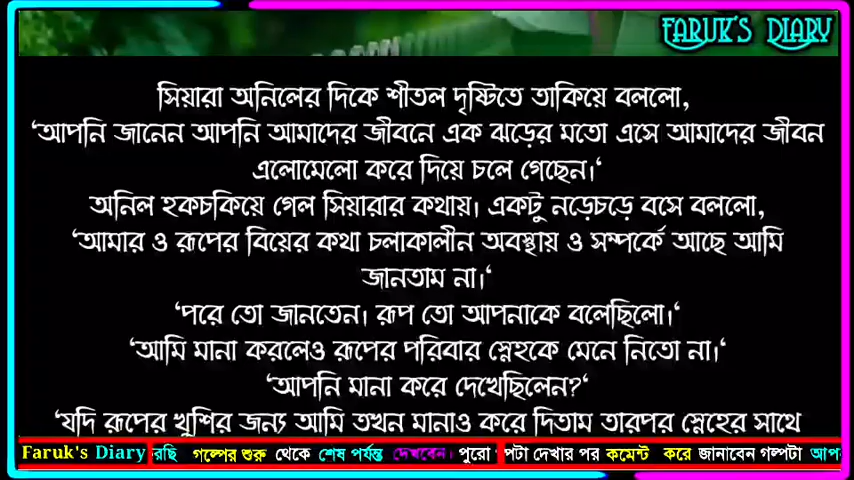 FARUK'S DIARY
সিয়ারা অনিলের দিকে শীতল দৃষ্টিতে তাকিয়ে বললো,
‘আপনি জানেন আপনি আমাদের জীবনে এক ঝড়ের মতো এসে আমাদের জীবন
এলোমেলো করে দিয়ে চলে গেছেন।‘
অনিল হকচকিয়ে গেল সিয়ারার কথায়। একটু নড়েচড়ে বসে বললো,
‘আমার ও রূপের বিয়ের কথা চলাকালীন অবস্থায় ও সম্পর্কে আছে আমি
জানতাম না।‘
‘পরে তো জানতেন। রূপ তো আপনাকে বলেছিলো।‘
‘আমি মানা করলেও রূপের পরিবার স্নেহকে মেনে নিতো না।‘
‘আপনি মানা করে দেখেছিলেন?‘
‘যদি রূপের খুশির জন্য আমি তখন মানাও করে দিতাম তারপর স্নেহের সাথে
Faruk's Diary রছি গল্পের শুরু থেকে শেষ পর্যন্ত দেখবেন। পুরো পটা দেখার পর কমেন্ট করে জানাবেন গল্পটা আপ